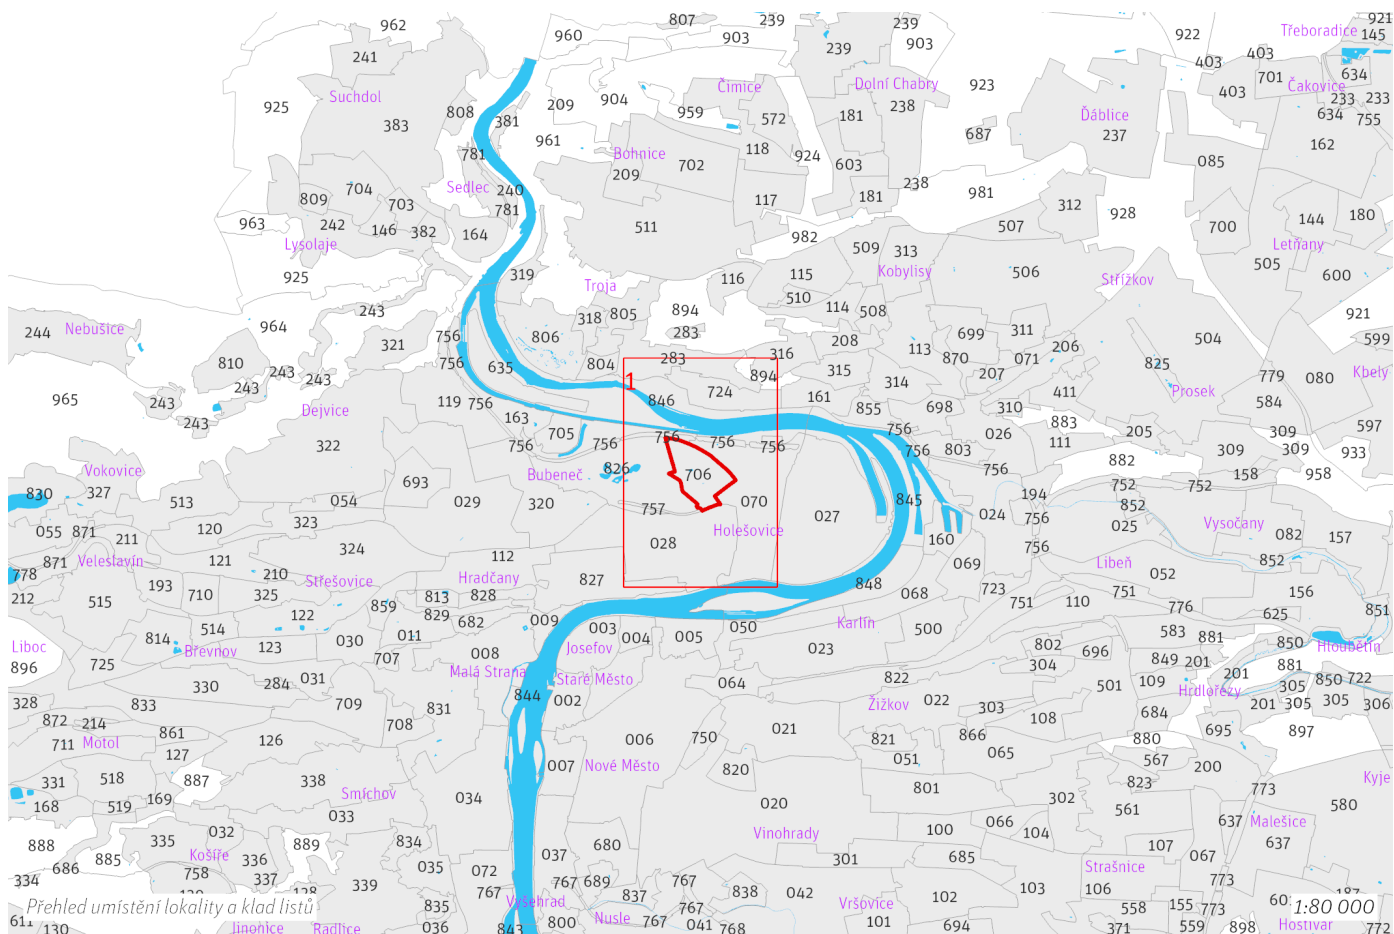 962 807 239 239 921
960 903 903 922 Třeboradice 145
241 239 403 403
Suchdol 925 209 904 959 Čimice Dolní Chabry 923 701 Čakovice 634
383 808 381 572 181 238 Ďáblice 403 233 233
961 118 687 237 634 755
781 Bohnice 702 924 603 085 162
209
704 Sedlec 240 181 238 981
809 703 781 117 312 928 144 180
963 242 146 382 164 511 982 507 700
Lysolaje 509 313 Letňany
925 319 116 115 Kobylisy 506 Střížkov 505 600
Troja 510
243 318 805 894 114 508 921
244 Nebušice 964 756 806 283 208 699 311 504 599
321 113 206
810 756 635 804 283 316 870 071 825
243 243 1 894 315 207 779 080 Kbely
965 243 119 756 846 724 161 314 411 Prosek 584
243 Dejvice 163 855 698 310
322 705 756 756 756 756 756 803 026 883 205 309 597
756 756 111 309 309 933
Vokovice Bubeneč 826 706 756 882 158 958
830 327 693 752 752
513 054 029 320 757 070 845 194 852
055 871 323 Holešovice 027 024 756 025 Vysočany
211 120 028 160 756 082 157
871 Veleslavín 324 112 069 Libeň 852
778 121 210 Střešovice Hradčany 827 848 052
212 193 710 325 813 828 068 723 751 156
515 122 859 829 751 110 776 625 851
514 682 009 003 050 Karlín 500 583 881
Liboc 814 030 011 004 005 802 696 850 Hloubětín
896 Břevnov 123 707 008 Josefov 023 304 849 201 881
725 Malá Strana Staré Město 064 822 201
330 284 031 844 002 501 109 Hrdlořezy 305 850 722
328 833 709 831 Žižkov 022 303 201 305 305 306
872 214 708 108 684
711 Motol 861 126 006 750 021 821 866 880 695 897
127 007 Nové Město 051 065 567
331 518 887 338 820 823 200 Kyje
168 519 169 Smíchov 034 801 302 773
033 020 561 580
888 335 032 889 834 Vinohrady 100 066 104 637 Malešice
885 Košíře 336 037 680 107 637
686 758 035 301 685 067
334 337 339 072 767 689 767 838 042 Strašnice 773
767 837 102 103 106
Přehled umístění lokality a klad listů 835 Vyšehrad 767 Vršovice 558 155 773 1:80 000
611 130 Jinonice Radlice 036 843 800 Nusle 767 041 768 101 694 371 559 898 Hostivař 772